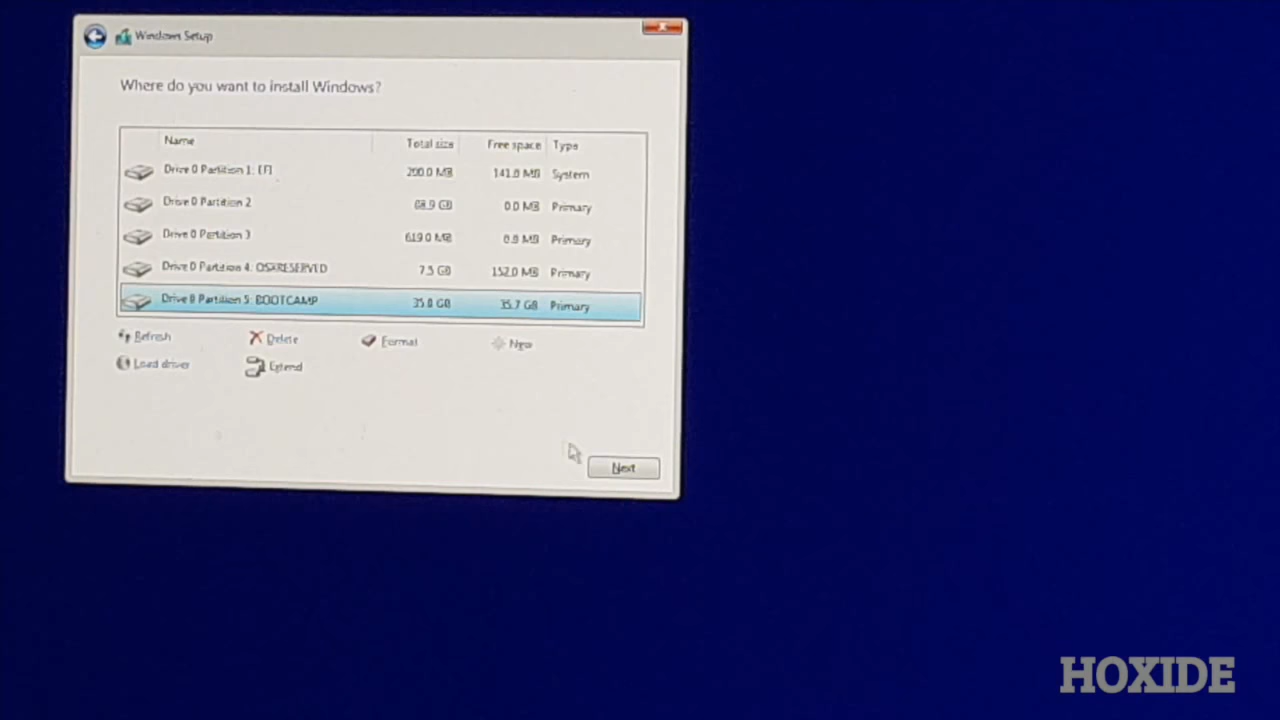 Windows Setup
Where do you want to install Windows?
Name Total size Free space Type
Drive 0 Partition 1: EFI 200.0 MB 141.0 MB System
Drive 0 Partition 2 68.9 GB 0.0 MB Primary
Drive 0 Partition 3 619.0 MB 0.0 MB Primary
Drive 0 Partition 4: OSXRESERVED 7.5 GB 152.0 MB Primary
Drive 0 Partition 5: BOOTCAMP 35.7 GB Primary
Refresh Delete Format New
Load driver Extend
Next
HOXIDE